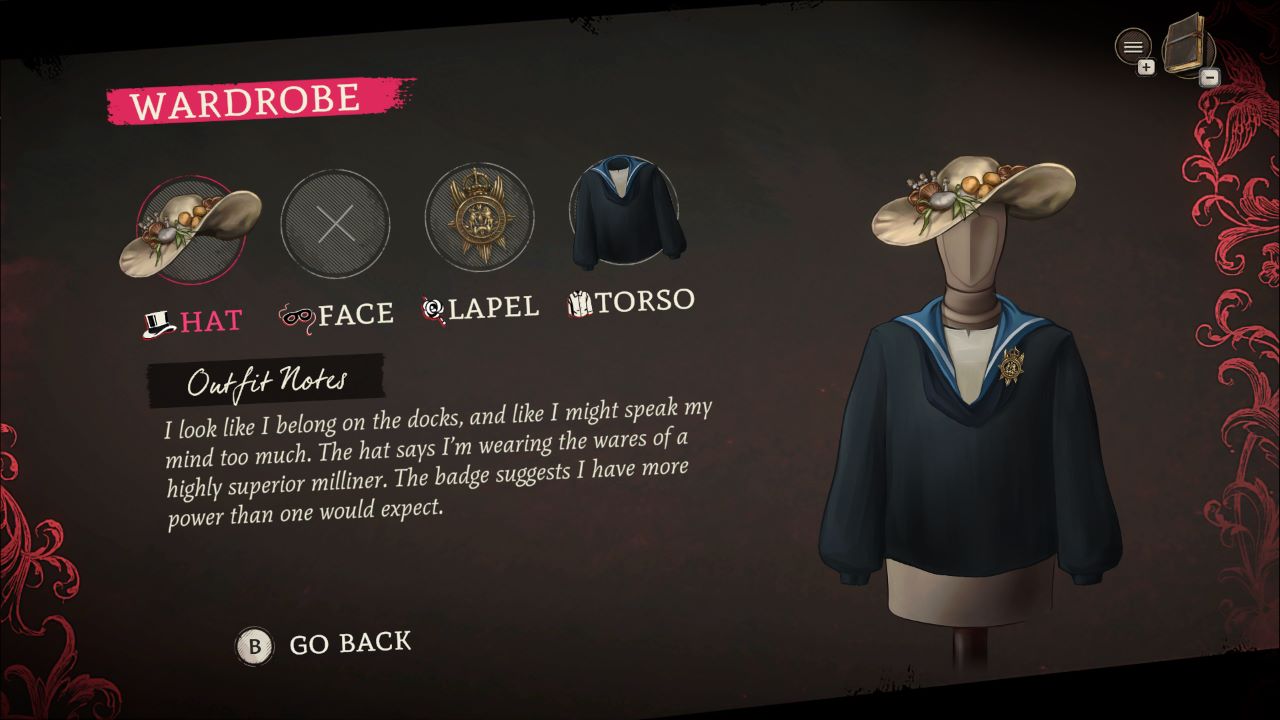 WARDROBE
HAT
FACE
LAPEL
TORSO
Outfit Notes
I look like I belong on the docks, and like I might speak my
mind too much. The hat says I'm wearing the wares of a
highly superior milliner. The badge suggests I have more
power than one would expect.
B GO BACK